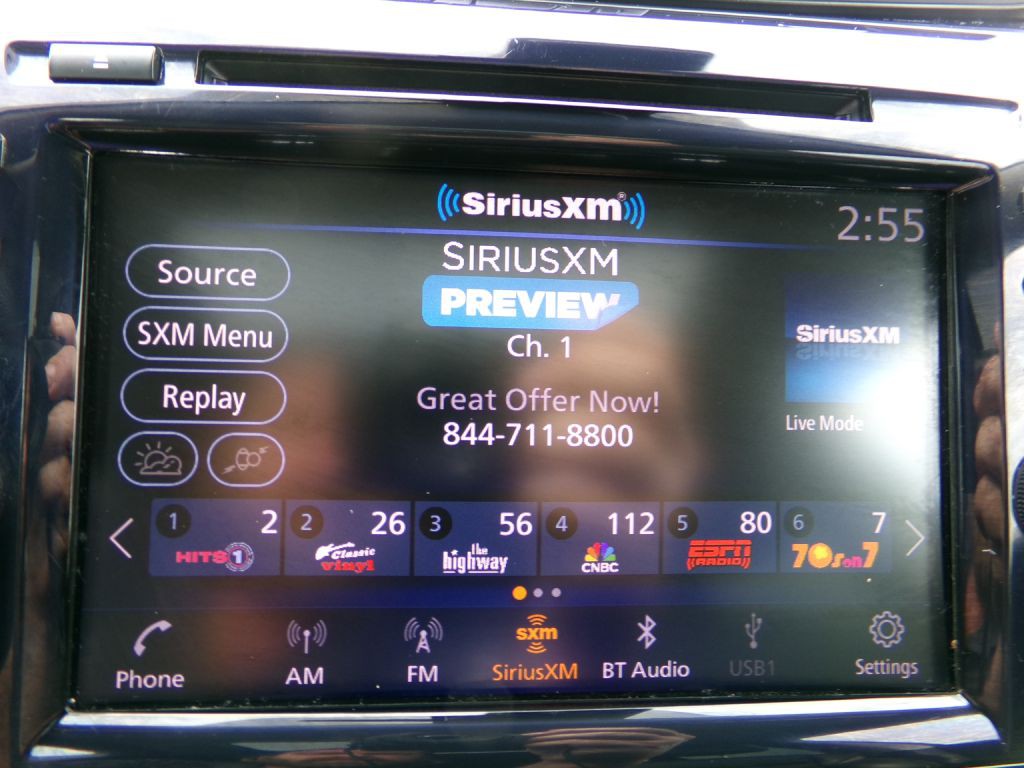 SiriusXM®
2:55
Source
SXM Menu
Replay
SIRIUSXM
PREVIEW
Ch. 1
Great Offer Now!
844-711-8800
SiriusXM
Live Mode
1 2
HITS 1
2 26
Classic
vinyl
3 56
the
highway
4 112
CNBC
5 80
ESPN
RADIO
6 7
70s on 7
Phone
AM
FM
sxm
SiriusXM
BT Audio
USB1
Settings